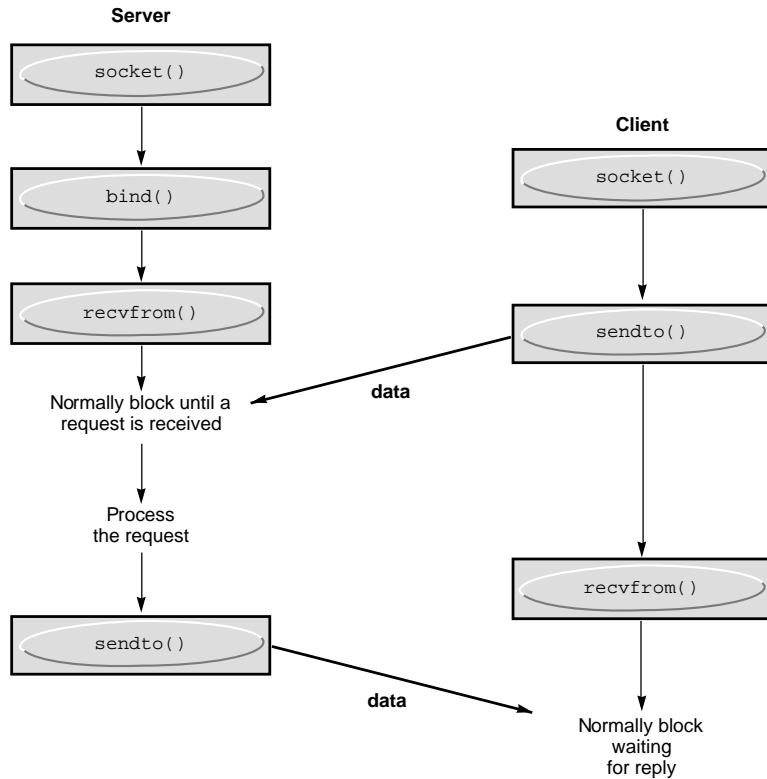 Server
socket()
bind()
recvfrom()
Normally block until a
request is received
Process
the request
sendto()
data
Client
socket()
sendto()
data
recvfrom()
Normally block
waiting
for reply